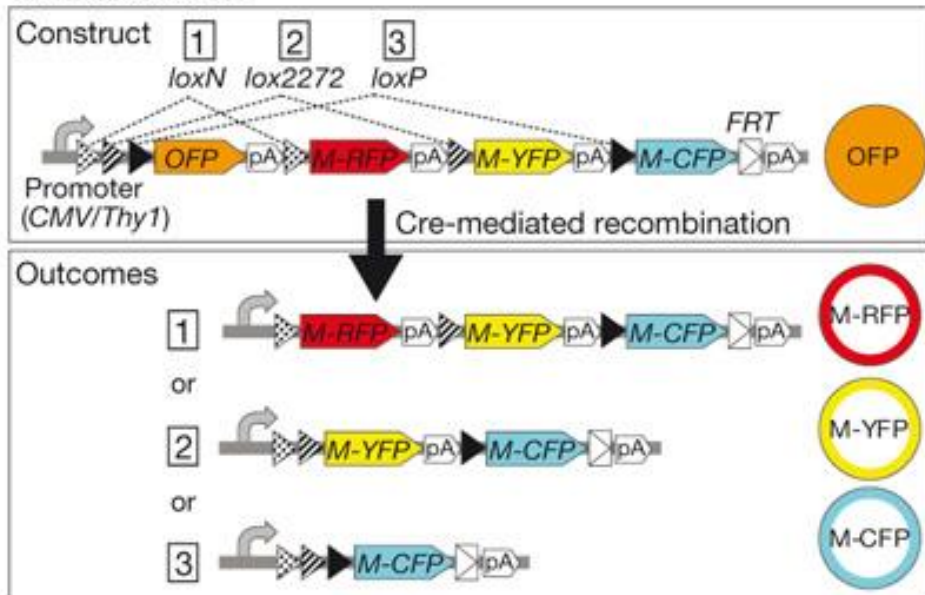 Construct
1 2 3
loxN lox2272 loxP
FRT
OFP pA M-RFP pA M-YFP pA M-CFP pA
OFP
Promoter
(CMV/Thy1)
Cre-mediated recombination
Outcomes
1 M-RFP pA M-YFP pA M-CFP pA
M-RFP
or
2 M-YFP pA M-CFP pA
M-YFP
or
3 M-CFP pA
M-CFP